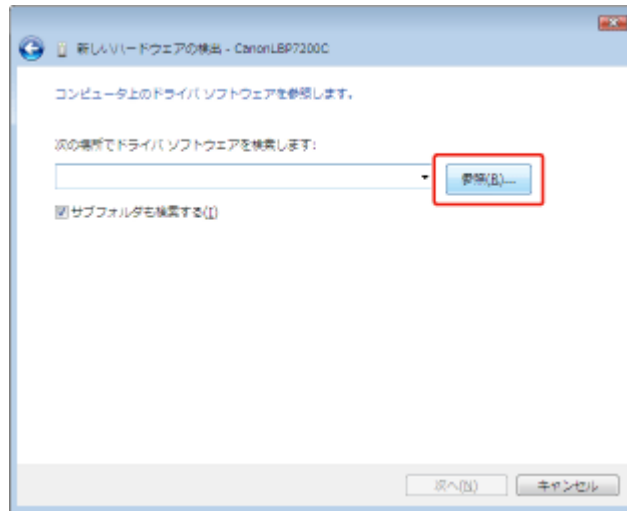 新しいハードウェアの検出 - CanonLBP7200C
コンピュータ上のドライバ ソフトウェアを参照します。
次の場所でドライバ ソフトウェアを検索します:
参照(R)...
サブフォルダも検索する(I)
次へ(N)
キャンセル